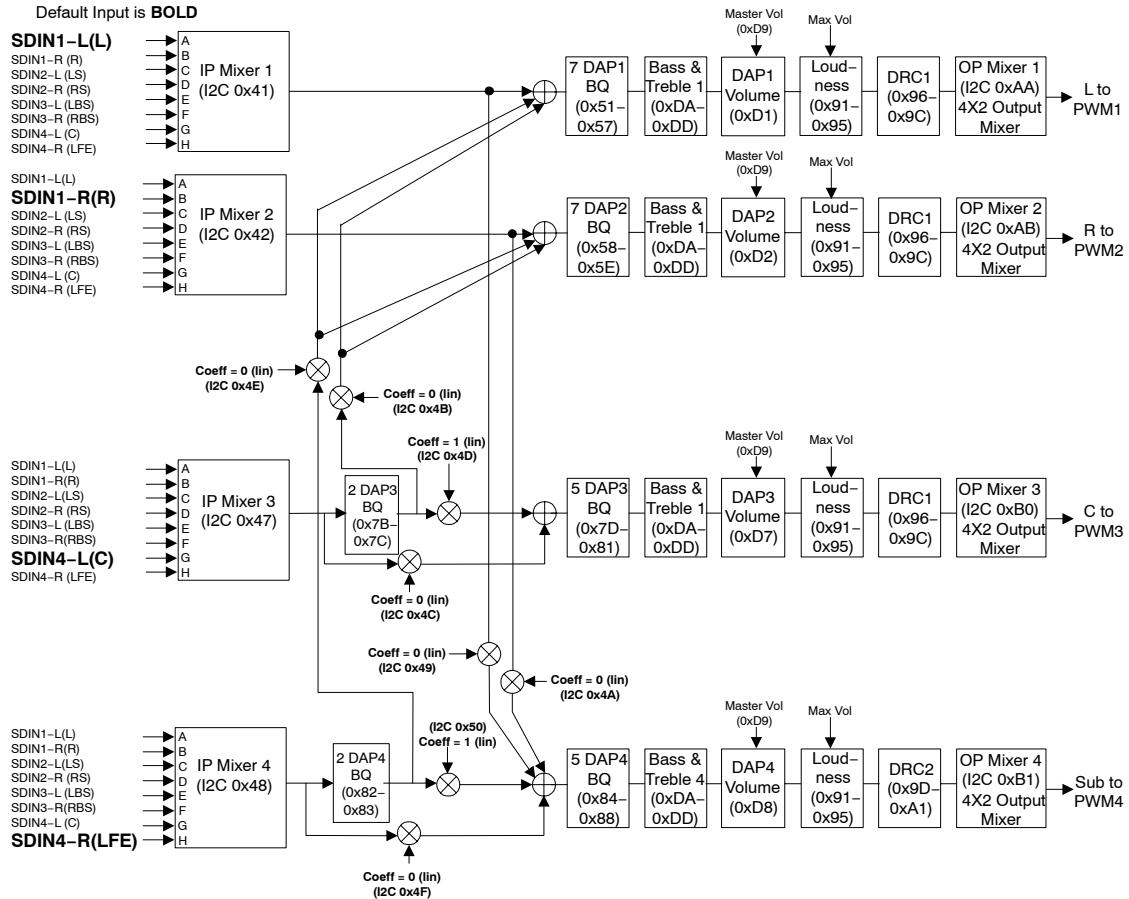 Default Input is BOLD
SDIN1−L(L)
SDIN1−R (R)
SDIN2−L (LS)
SDIN2−R (RS)
SDIN3−L (LBS)
SDIN3−R (RBS)
SDIN4−L (C)
SDIN4−R (LFE)
A
B
C
D
E
F
G
H
IP Mixer 1
(I2C 0x41)
7 DAP1
BQ
(0x51−
0x57)
Bass &
Treble 1
(0xDA−
0xDD)
Master Vol
(0xD9)
DAP1
Volume
(0xD1)
Max Vol
Loud−
ness
(0x91−
0x95)
DRC1
(0x96−
0x9C)
OP Mixer 1
(I2C 0xAA)
4X2 Output
Mixer
L to
PWM1
SDIN1−L(L)
SDIN1−R(R)
SDIN2−L (LS)
SDIN2−R (RS)
SDIN3−L (LBS)
SDIN3−R (RBS)
SDIN4−L (C)
SDIN4−R (LFE)
A
B
C
D
E
F
G
H
IP Mixer 2
(I2C 0x42)
7 DAP2
BQ
(0x58−
0x5E)
Bass &
Treble 1
(0xDA−
0xDD)
Master Vol
(0xD9)
DAP2
Volume
(0xD2)
Max Vol
Loud−
ness
(0x91−
0x95)
DRC1
(0x96−
0x9C)
OP Mixer 2
(I2C 0xAB)
4X2 Output
Mixer
R to
PWM2
Coeff = 0 (lin)
(I2C 0x4E)
Coeff = 0 (lin)
(I2C 0x4B)
Coeff = 1 (lin)
(I2C 0x4D)
SDIN1−L(L)
SDIN1−R(R)
SDIN2−L(LS)
SDIN2−R (RS)
SDIN3−L (LBS)
SDIN3−R(RBS)
SDIN4−L(C)
SDIN4−R (LFE)
A
B
C
D
E
F
G
H
IP Mixer 3
(I2C 0x47)
2 DAP3
BQ
(0x7B−
0x7C)
Coeff = 0 (lin)
(I2C 0x4C)
5 DAP3
BQ
(0x7D−
0x81)
Bass &
Treble 1
(0xDA−
0xDD)
Master Vol
(0xD9)
DAP3
Volume
(0xD7)
Max Vol
Loud−
ness
(0x91−
0x95)
DRC1
(0x96−
0x9C)
OP Mixer 3
(I2C 0xB0)
4X2 Output
Mixer
C to
PWM3
Coeff = 0 (lin)
(I2C 0x49)
Coeff = 0 (lin)
(I2C 0x4A)
(I2C 0x50)
Coeff = 1 (lin)
SDIN1−L(L)
SDIN1−R(R)
SDIN2−L(LS)
SDIN2−R (RS)
SDIN3−L (LBS)
SDIN3−R(RBS)
SDIN4−L (C)
SDIN4−R(LFE)
A
B
C
D
E
F
G
H
IP Mixer 4
(I2C 0x48)
2 DAP4
BQ
(0x82−
0x83)
Coeff = 0 (lin)
(I2C 0x4F)
5 DAP4
BQ
(0x84−
0x88)
Bass &
Treble 4
(0xDA−
0xDD)
Master Vol
(0xD9)
DAP4
Volume
(0xD8)
Max Vol
Loud−
ness
(0x91−
0x95)
DRC2
(0x9D−
0xA1)
OP Mixer 4
(I2C 0xB1)
4X2 Output
Mixer
Sub to
PWM4